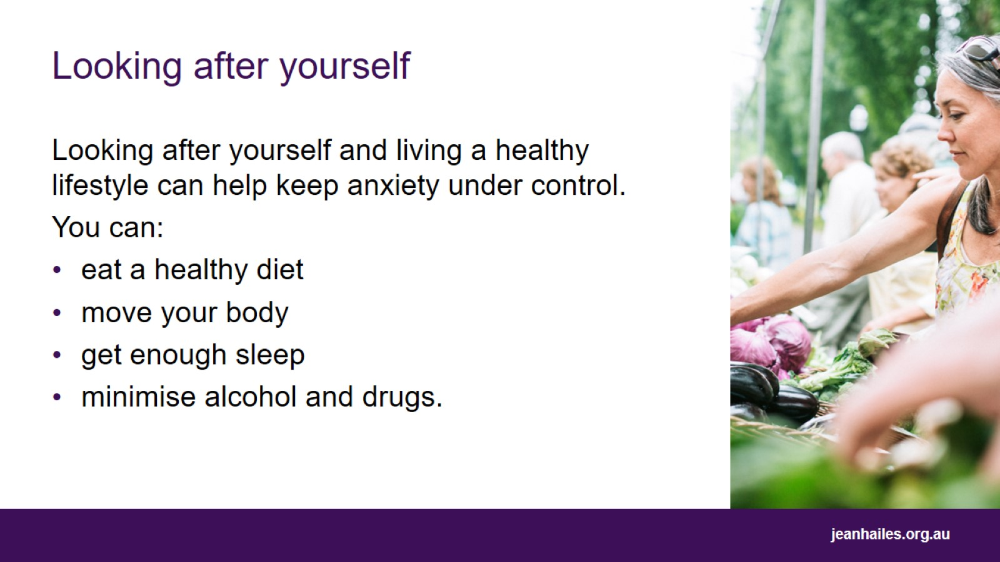 Looking after yourself
Looking after yourself and living a healthy
lifestyle can help keep anxiety under control.
You can:
• eat a healthy diet
• move your body
• get enough sleep
• minimise alcohol and drugs.
jeanhailes.org.au